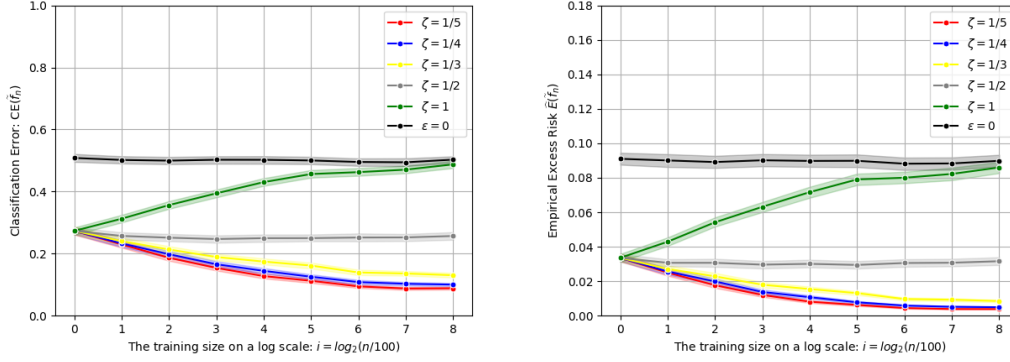 Classification Error: CE(f̃ₙ)
1.0
0.8
0.6
0.4
0.2
0.0
ζ = 1/5
ζ = 1/4
ζ = 1/3
ζ = 1/2
ζ = 1
ε = 0
0 1 2 3 4 5 6 7 8
The training size on a log scale: i = log₂(n/100)
Empirical Excess Risk Ẽ(f̃ₙ)
0.18
0.16
0.14
0.12
0.10
0.08
0.06
0.04
0.02
0.00
ζ = 1/5
ζ = 1/4
ζ = 1/3
ζ = 1/2
ζ = 1
ε = 0
0 1 2 3 4 5 6 7 8
The training size on a log scale: i = log₂(n/100)